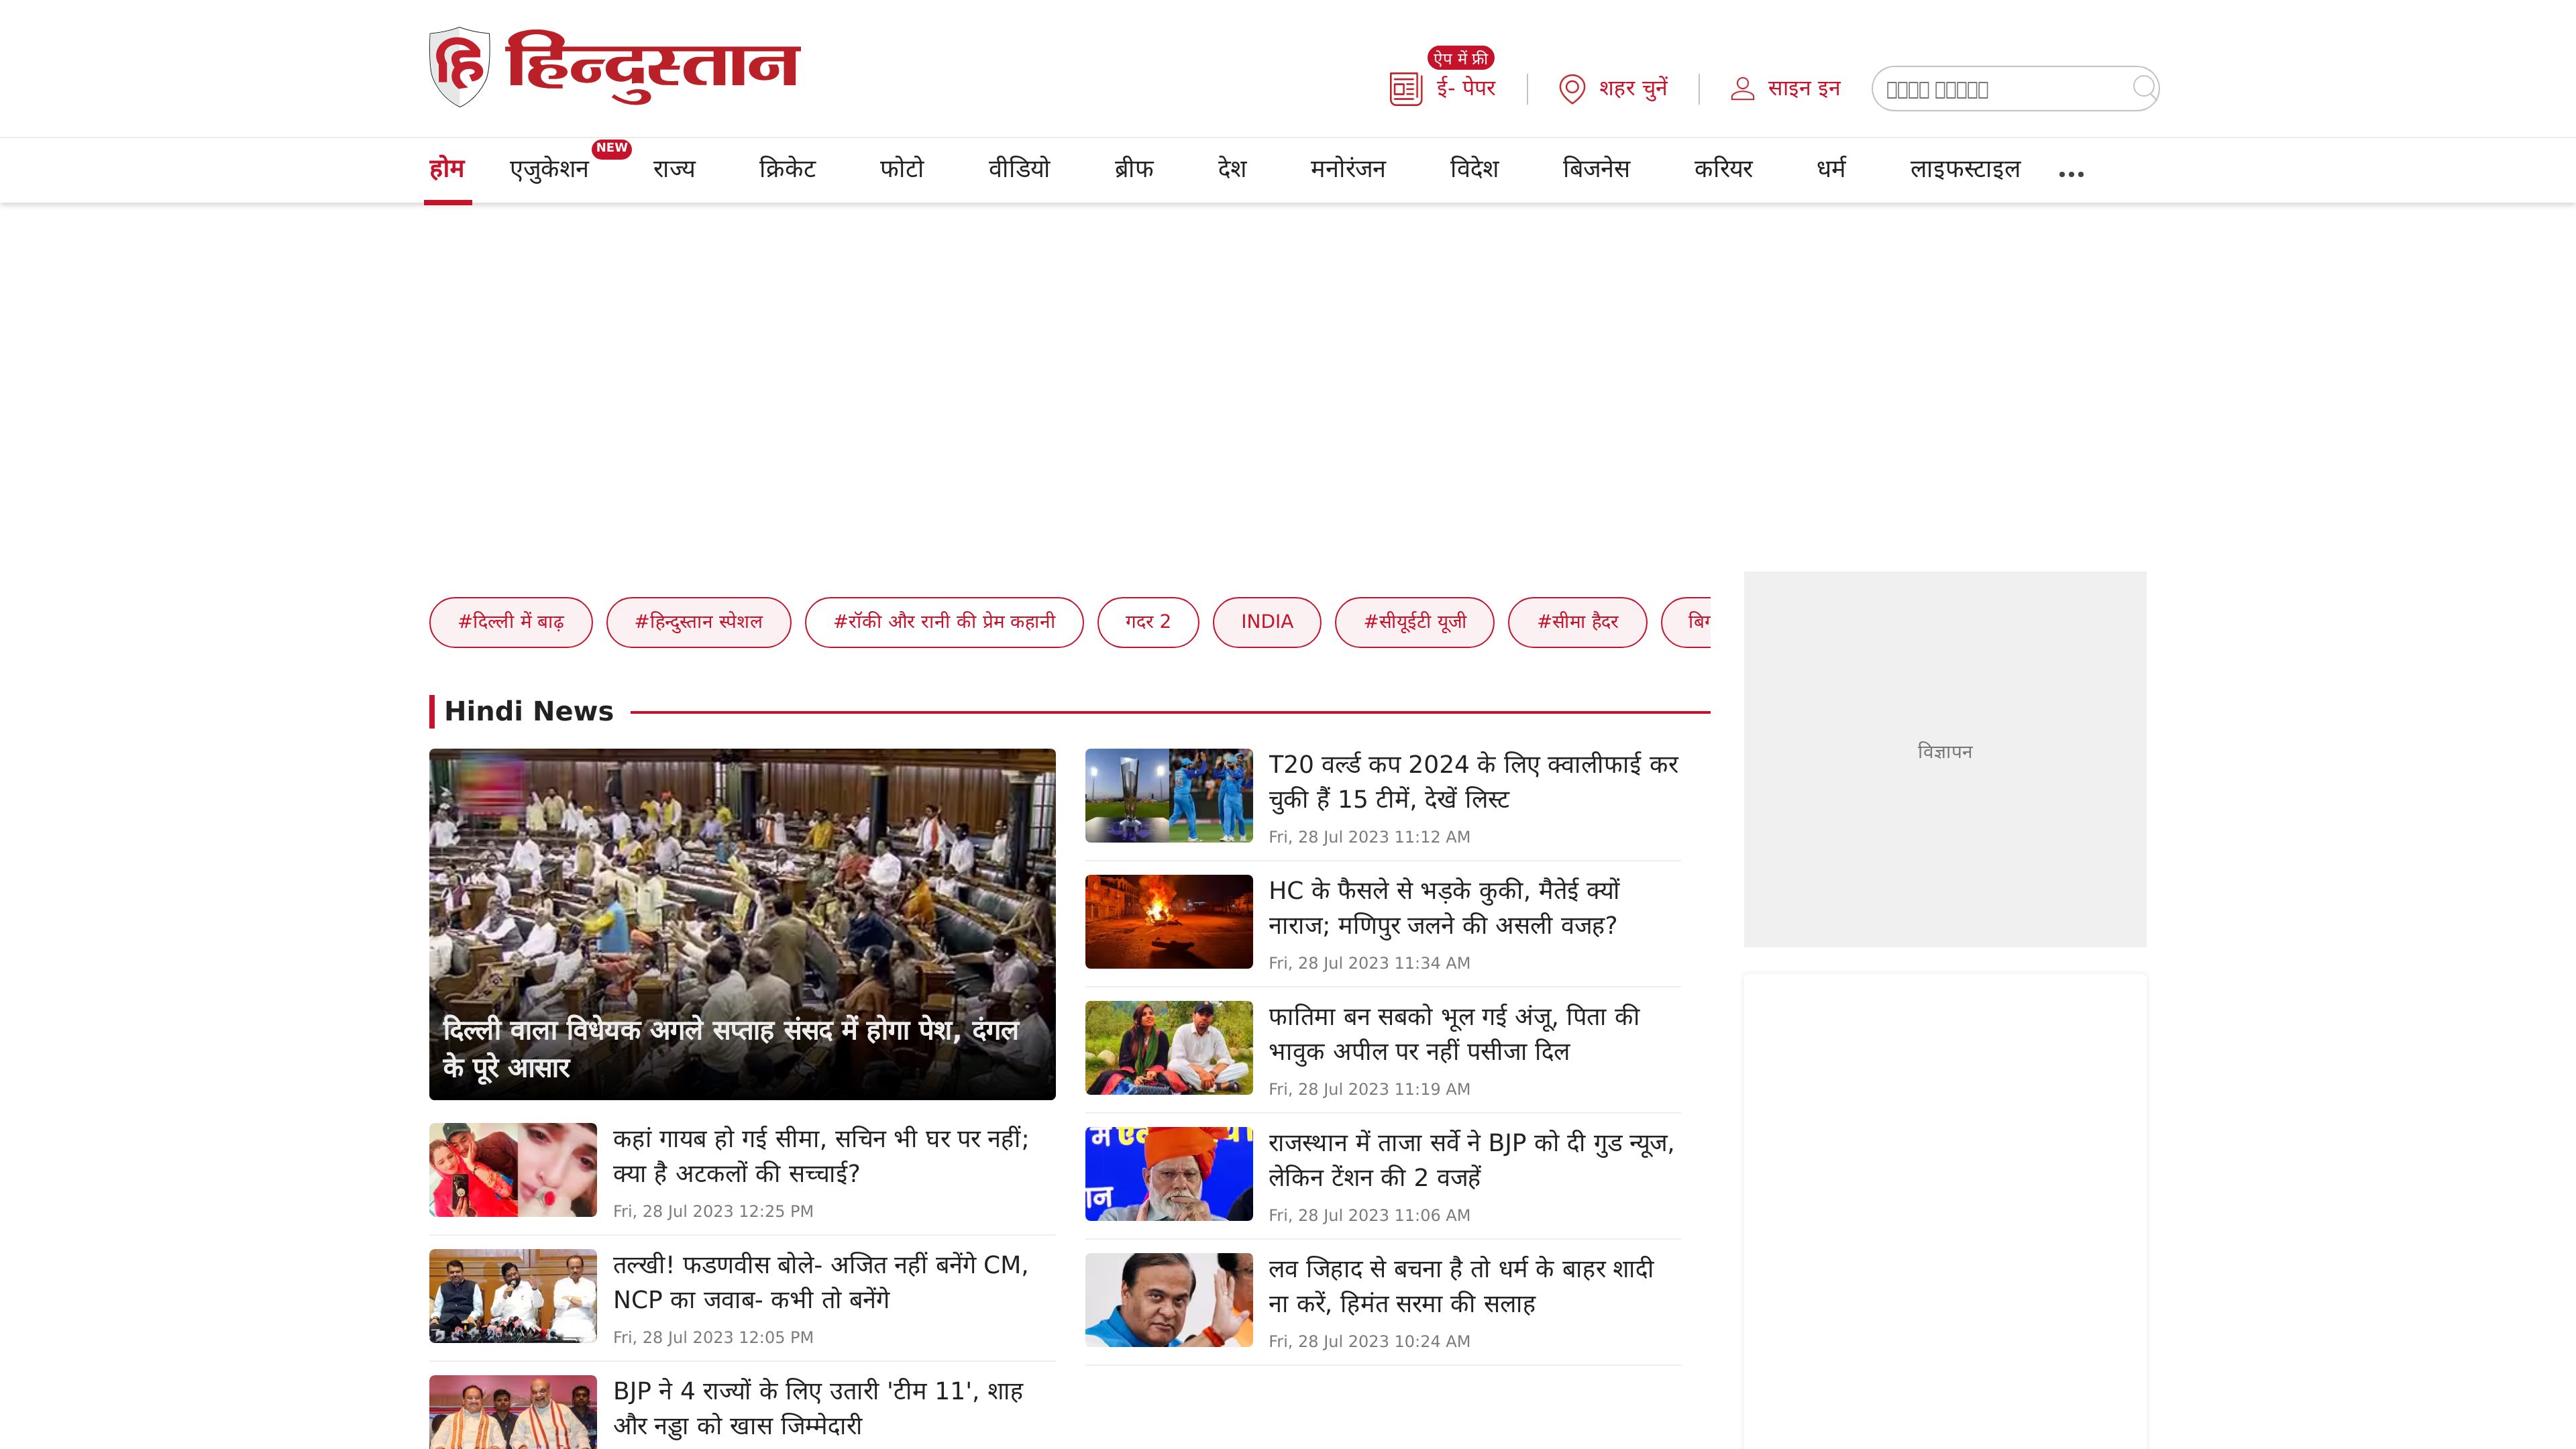 हि हिन्दुस्तान
ऐप में फ्री
ई- पेपर
शहर चुनें
साइन इन
होम
एजुकेशन
NEW
राज्य
क्रिकेट
फोटो
वीडियो
ब्रीफ
देश
मनोरंजन
विदेश
बिजनेस
करियर
धर्म
लाइफस्टाइल
•••
#दिल्ली में बाढ़
#हिन्दुस्तान स्पेशल
#रॉकी और रानी की प्रेम कहानी
गदर 2
INDIA
#सीयूईटी यूजी
#सीमा हैदर
Hindi News
दिल्ली वाला विधेयक अगले सप्ताह संसद में होगा पेश, दंगल
के पूरे आसार
कहां गायब हो गई सीमा, सचिन भी घर पर नहीं;
क्या है अटकलों की सच्चाई?
Fri, 28 Jul 2023 12:25 PM
तल्खी! फडणवीस बोले- अजित नहीं बनेंगे CM,
NCP का जवाब- कभी तो बनेंगे
Fri, 28 Jul 2023 12:05 PM
BJP ने 4 राज्यों के लिए उतारी 'टीम 11', शाह
और नड्डा को खास जिम्मेदारी
T20 वर्ल्ड कप 2024 के लिए क्वालीफाई कर
चुकी हैं 15 टीमें, देखें लिस्ट
Fri, 28 Jul 2023 11:12 AM
HC के फैसले से भड़के कुकी, मैतेई क्यों
नाराज; मणिपुर जलने की असली वजह?
Fri, 28 Jul 2023 11:34 AM
फातिमा बन सबको भूल गई अंजू, पिता की
भावुक अपील पर नहीं पसीजा दिल
Fri, 28 Jul 2023 11:19 AM
राजस्थान में ताजा सर्वे ने BJP को दी गुड न्यूज,
लेकिन टेंशन की 2 वजहें
Fri, 28 Jul 2023 11:06 AM
लव जिहाद से बचना है तो धर्म के बाहर शादी
ना करें, हिमंत सरमा की सलाह
Fri, 28 Jul 2023 10:24 AM
विज्ञापन